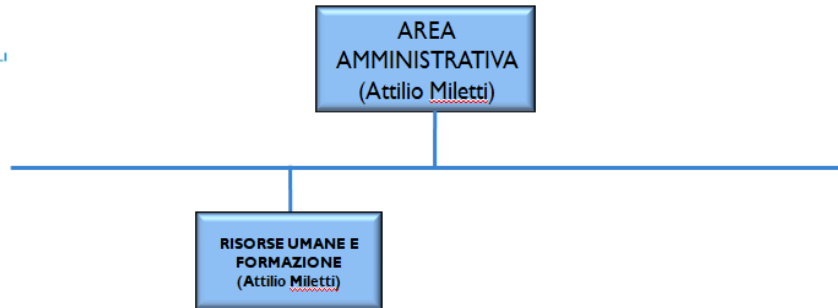 AREA
AMMINISTRATIVA
(Attilio Miletti)
RISORSE UMANE E
FORMAZIONE
(Attilio Miletti)